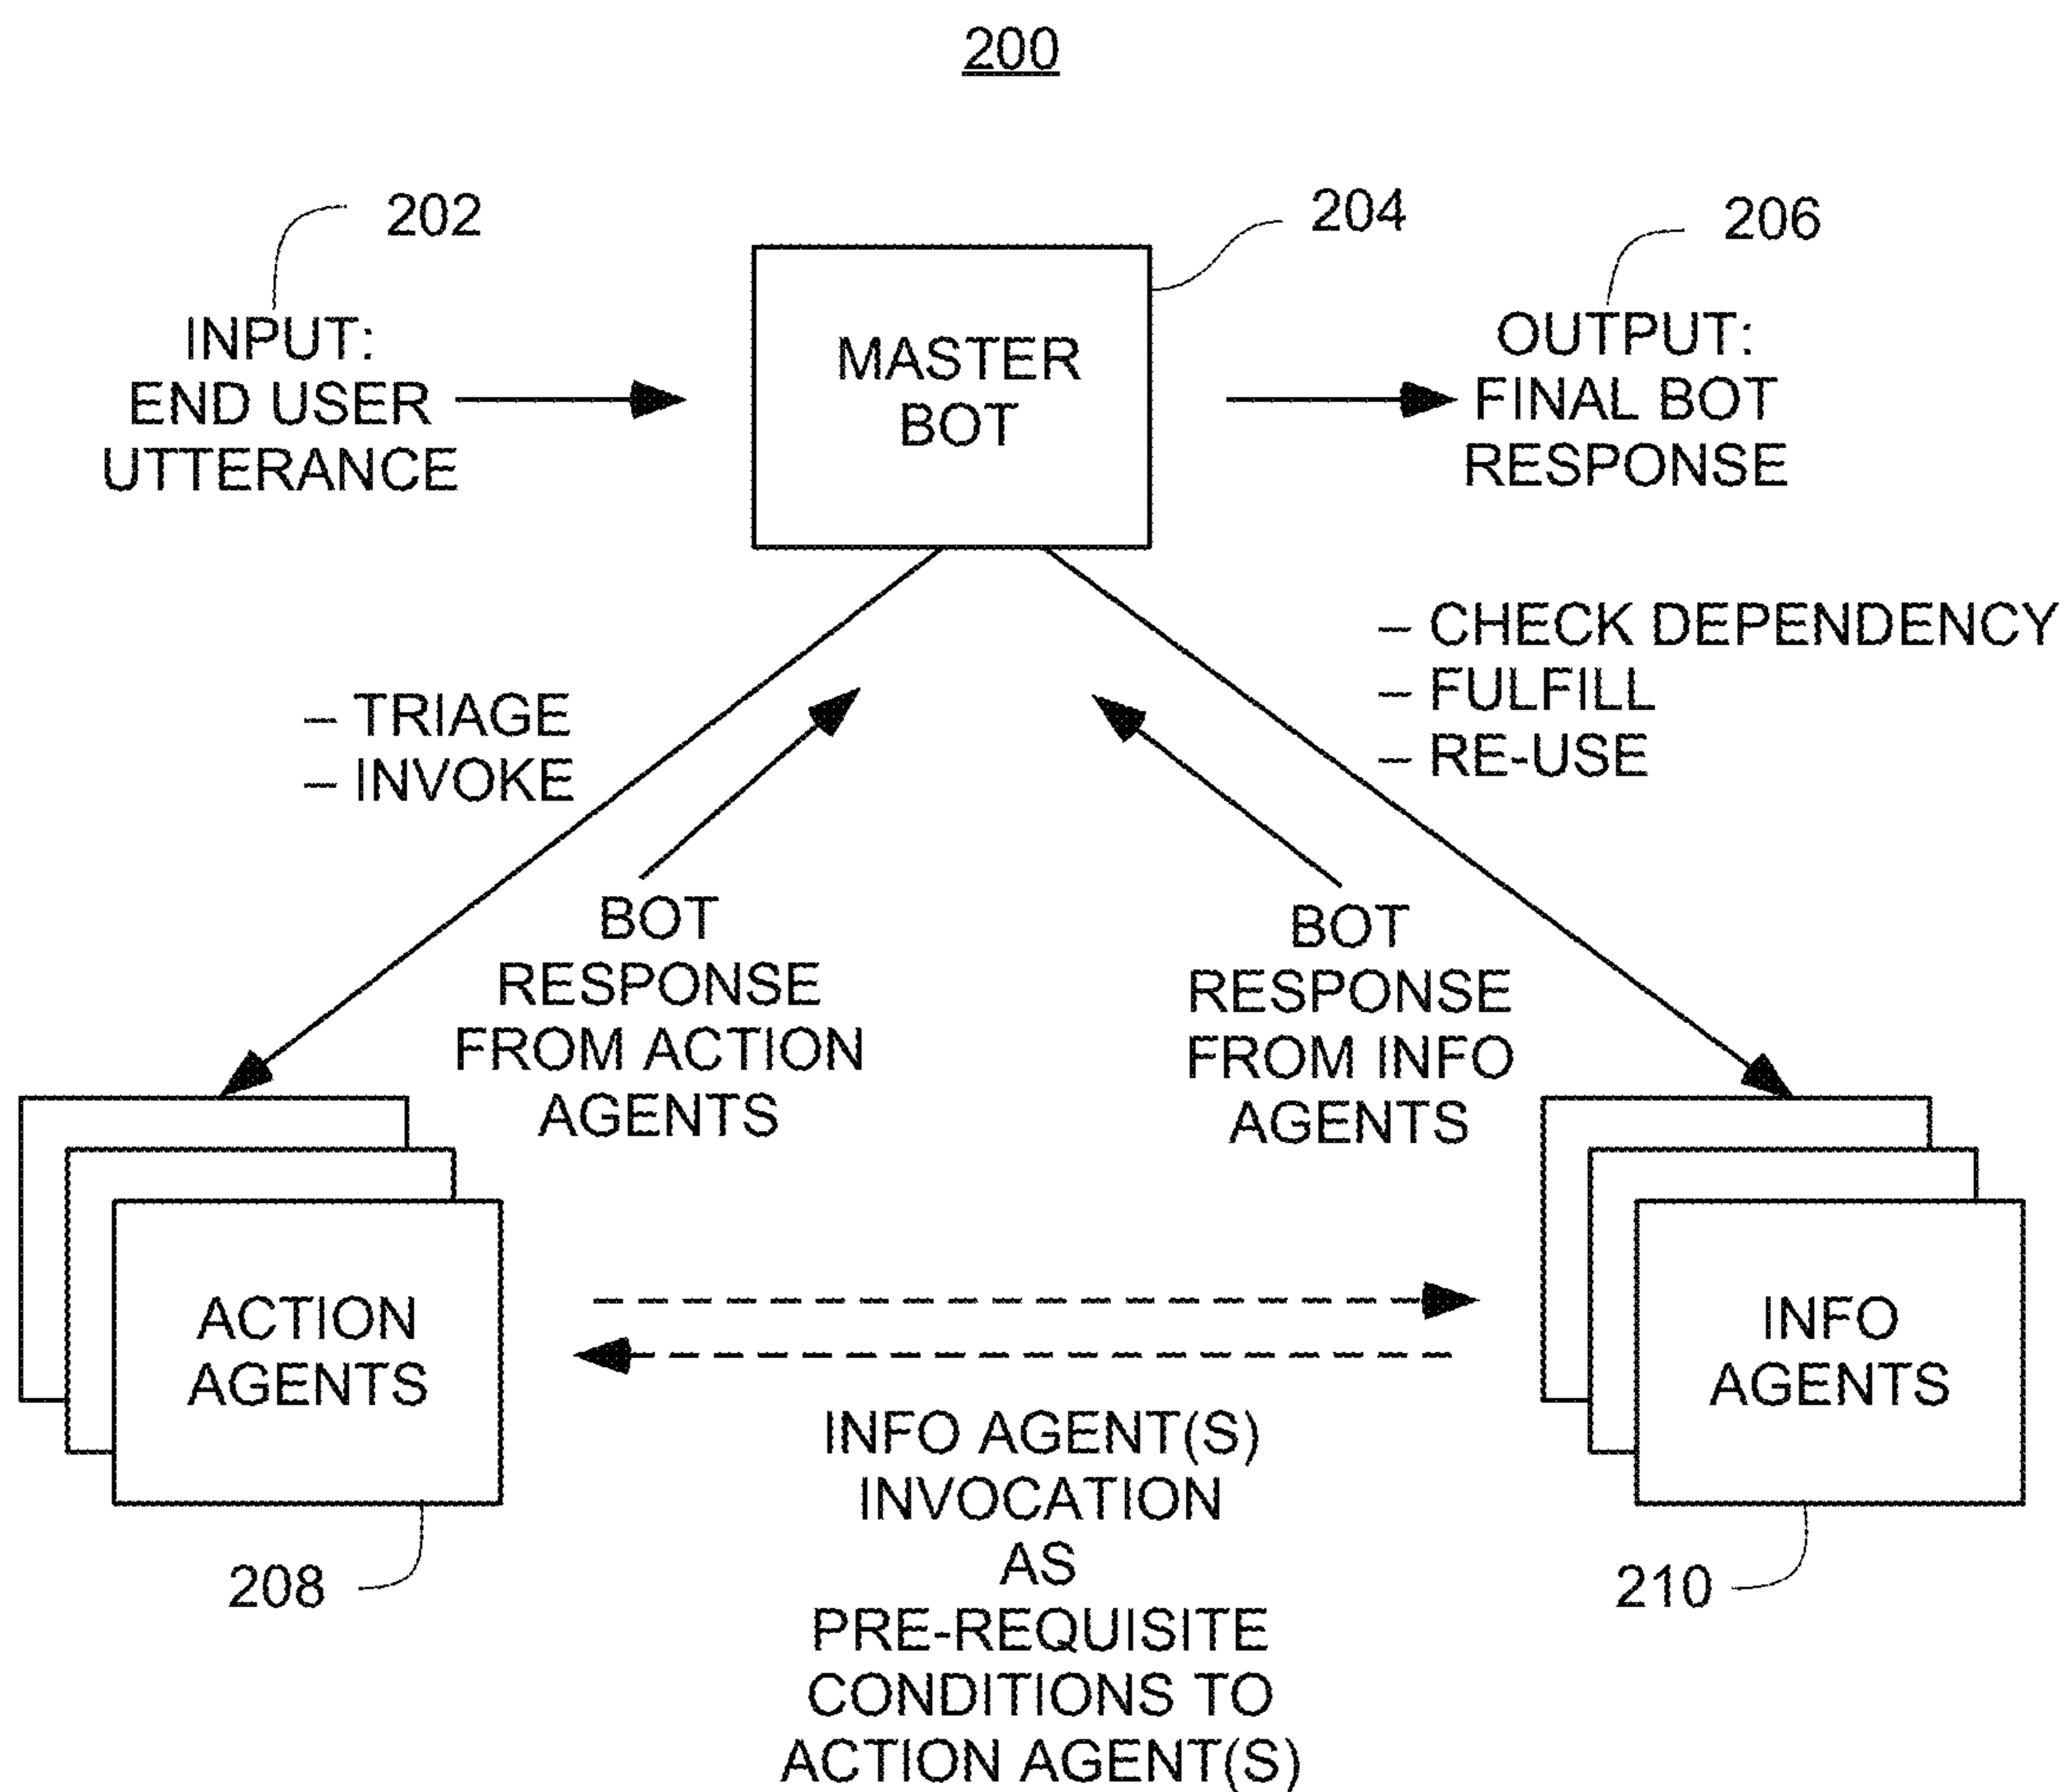 200
202
204
206
INPUT:
END USER
UTTERANCE
MASTER
BOT
OUTPUT:
FINAL BOT
RESPONSE
– TRIAGE
– INVOKE
– CHECK DEPENDENCY
– FULFILL
– RE-USE
BOT
RESPONSE
FROM ACTION
AGENTS
BOT
RESPONSE
FROM INFO
AGENTS
ACTION
AGENTS
INFO
AGENTS
INFO AGENT(S)
INVOCATION
AS
PRE-REQUISITE
CONDITIONS TO
ACTION AGENT(S)
208
210